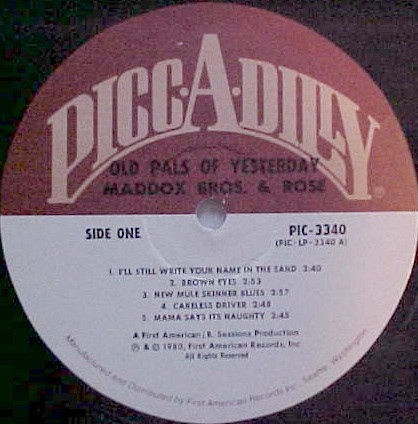 PICC·A·DILLY
®
OLD PALS OF YESTERDAY
MADDOX BROS. & ROSE
SIDE ONE
PIC-3340
(PIC-LP-3340 A)
1. I'LL STILL WRITE YOUR NAME IN THE SAND 3:40
2. BROWN EYES 2:53
3. NEW MULE SKINNER BLUES 2:57
4. CARELESS DRIVER 2:48
5. MAMA SAYS ITS NAUGHTY 2:45
A First American/R. Sessions Production
℗ & © 1980, First American Records, Inc.
All Rights Reserved
Manufactured and Distributed by First American Records Inc. Seattle, Washington